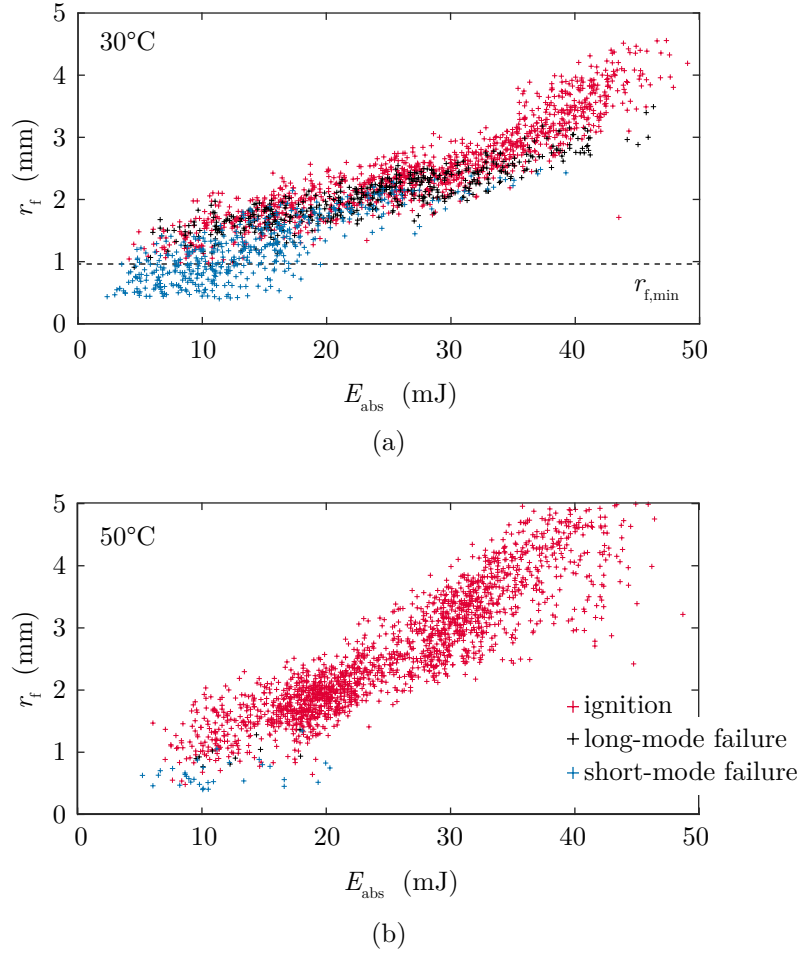 5
30°C
4
3
r_f (mm)
2
1
r_f,min
0
0 10 20 30 40 50
E_abs (mJ)
(a)
5
50°C
4
3
r_f (mm)
2
ignition
1
long-mode failure
short-mode failure
0
0 10 20 30 40 50
E_abs (mJ)
(b)